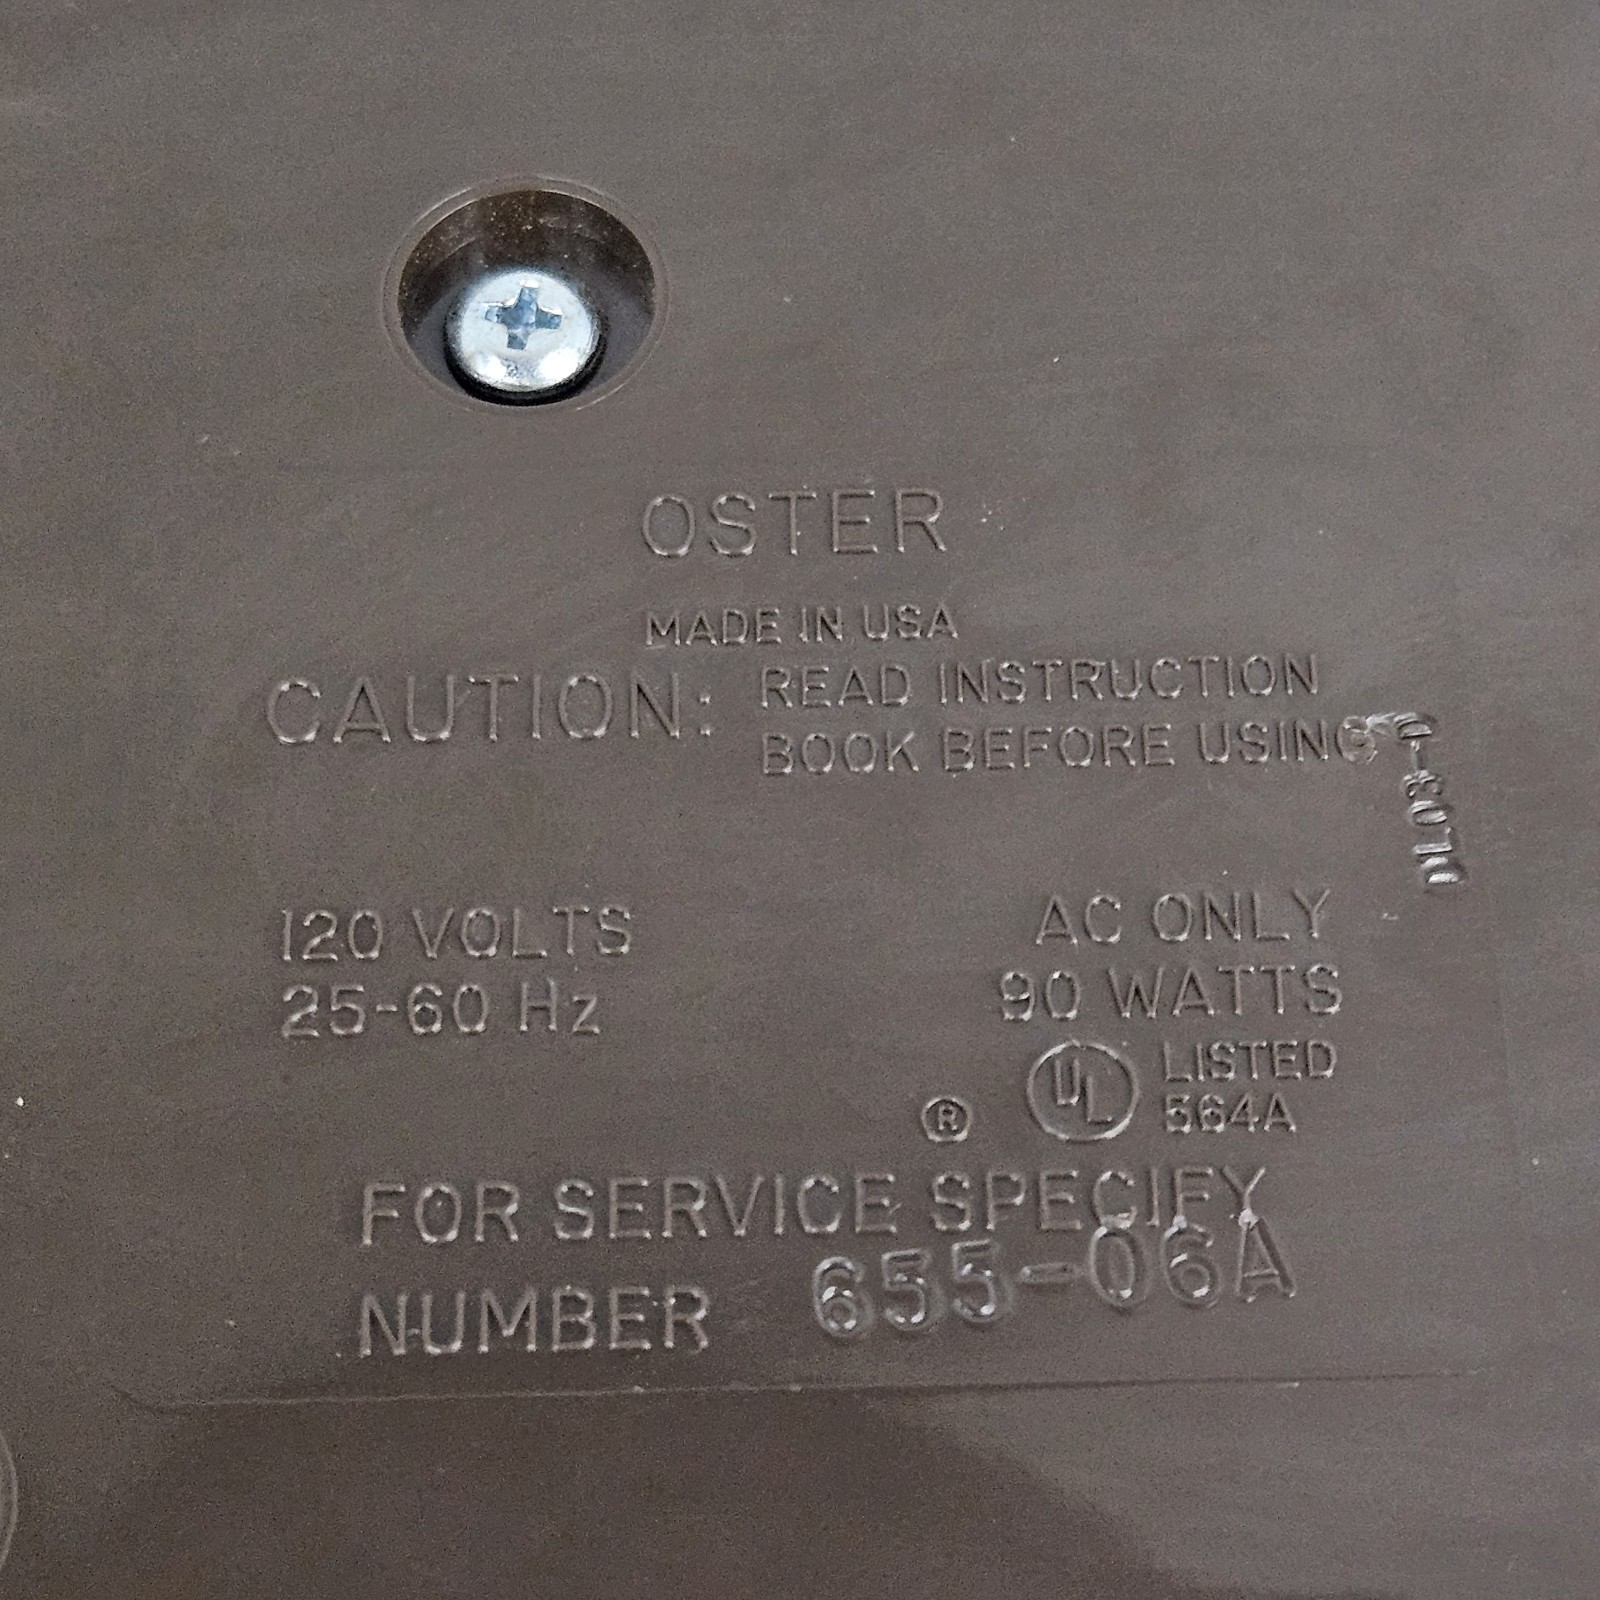 OSTER
MADE IN USA
CAUTION: READ INSTRUCTION
BOOK BEFORE USING
120 VOLTS
25-60 Hz
AC ONLY
90 WATTS
® UL LISTED
564A
FOR SERVICE SPECIFY
NUMBER 655-06A